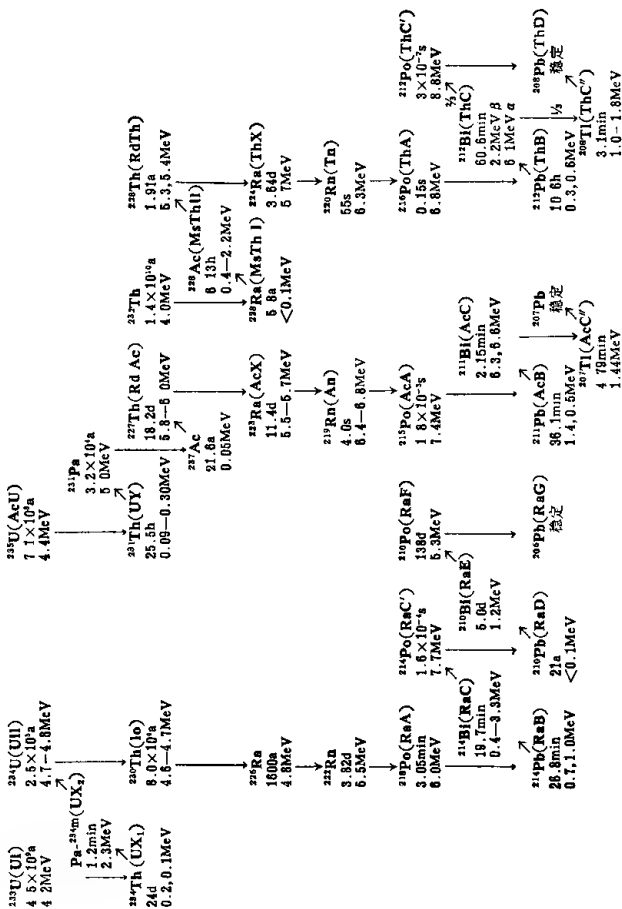 ²³³U(UI)
4 5×10⁹a
4 2MeV
²³⁴Th(UX₁)
24d
0.2,0.1MeV
Pa-²³⁴m(UX₂)
1.2min
2.3MeV
²³⁴U(UII)
2.5×10⁵a
4.7—4.8MeV
²³⁰Th(Io)
8.0×10⁴a
4.6—4.7MeV
²²⁶Ra
1600a
4.8MeV
²²²Rn
3.82d
5.5MeV
²¹⁸Po(RaA)
3.05min
6.0MeV
²¹⁴Pb(RaB)
26.8min
0.7,1.0MeV
²¹⁴Bi(RaC)
19.7min
0.4—3.3MeV
²¹⁴Po(RaC′)
1.6×10⁻⁴s
7.7MeV
²¹⁰Pb(RaD)
21a
<0.1MeV
²¹⁰Bi(RaE)
5.0d
1.2MeV
²¹⁰Po(RaF)
138d
5.3MeV
²⁰⁶Pb(RaG)
稳定
²³⁵U(AcU)
7 1×10⁸a
4.4MeV
²³¹Th(UY)
25.5h
0.09—0.30MeV
²³¹Pa
3.2×10⁴a
5 0MeV
²²⁷Ac
21.6a
0.05MeV
²²⁷Th(Rd Ac)
18.2d
5.8—6 0MeV
²²³Ra(AcX)
11.4d
5.5—5.7MeV
²¹⁹Rn(An)
4.0s
6.4—6.8MeV
²¹⁵Po(AcA)
1 8×10⁻³s
7.4MeV
²¹¹Pb(AcB)
36.1min
1.4,0.5MeV
²¹¹Bi(AcC)
2.15min
6.3,6.6MeV
²⁰⁷Tl(AcC″)
4 79min
1.44MeV
²⁰⁷Pb
稳定
²³²Th
1.4×10¹⁰a
4.0MeV
²²⁸Ra(MsTh I)
5 8a
<0.1MeV
²²⁸Ac(MsThII)
6 13h
0.4—2.2MeV
²²⁸Th(RdTh)
1.91a
5.3,5.4MeV
²²⁴Ra(ThX)
3.64d
5 7MeV
²²⁰Rn(Tn)
55s
6.3MeV
²¹⁶Po(ThA)
0.15s
6.8MeV
²¹²Pb(ThB)
10 6h
0.3,0.6MeV
²¹²Bi(ThC)
60.6min
2.2MeV β
6 1MeV α
⅔
⅓
²¹²Po(ThC′)
3×10⁻⁷s
8.8MeV
²⁰⁸Pb(ThD)
稳定
²⁰⁸Tl(ThC″)
3.1min
1.0-1.8MeV